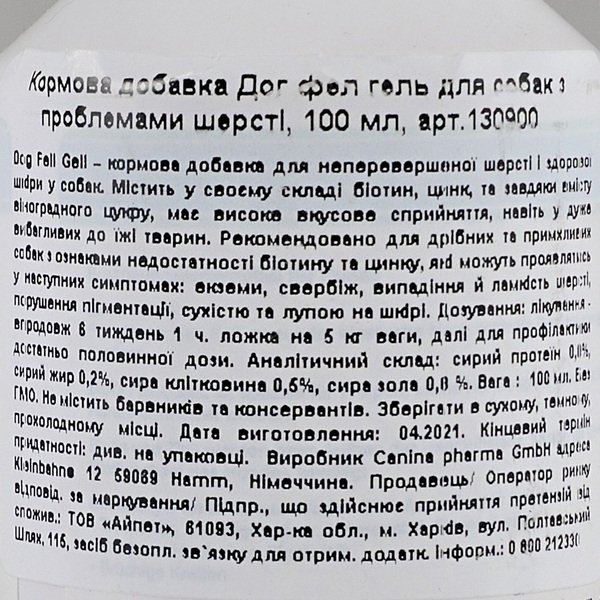 Кормова добавка Дог фел гель для собак з
проблемами шерсті, 100 мл, арт.130900
Dog Fell Gell – кормова добавка для неперевершеної шерсті і здорової
шкіри у собак. Містить у своєму складі біотин, цинк, та завдяки вмісту
виноградного цукру, має високе вкусове сприйняття, навіть у дуже
вибагливих до їжі тварин. Рекомендовано для дрібних та примхливих
собак з ознаками недостатності біотину та цинку, які можуть проявлятись
у наступних симптомах: екземи, свербіж, випадіння й ламкість шерсті,
порушення пігментації, сухістю та лупою на шкірі. Дозування: лікування -
впродовж 6 тиждень 1 ч. ложка на 5 кг ваги, далі для профілактики
достатньо половинної дози. Аналітичний склад: сирий протеїн 0,8%,
сирий жир 0,2%, сира клітковина 0,5%, сира зола 0,8 %. Вага : 100 мл. Без
ГМО. Не містить барвників та консервантів. Зберігати в сухому, темному,
прохолодному місці. Дата виготовлення: 04.2021. Кінцевий термін
придатності: див. на упаковці. Виробник Canina pharma GmbH адреса
Kleinbahne 12 59069 Hamm, Німеччина. Продавець/ Оператор ринку
відповід. за маркування/ Підпр., що здійснює прийняття претензій від
спожив.: ТОВ «Айпет», 61093, Хар-ка обл., м. Харків, вул. Полтавський
Шлях, 115, засіб безопл. зв`язку для отрим. додатк. інформ.: 0 800 212330